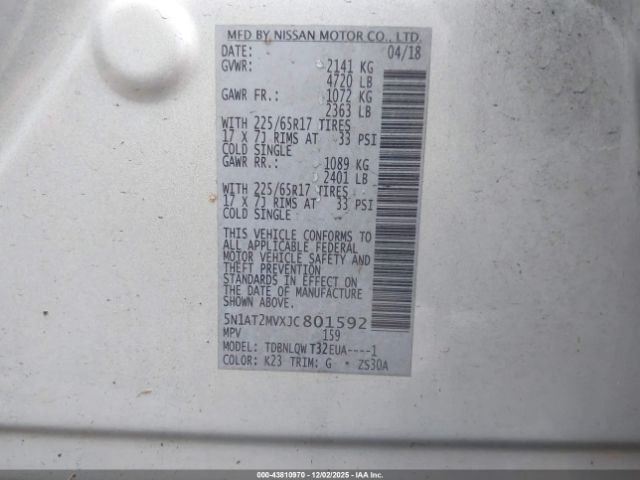 MFD BY NISSAN MOTOR CO., LTD.
DATE: 04/18
GVWR: 2141 KG
4720 LB
GAWR FR.: 1072 KG
2363 LB
WITH 225/65R17 TIRES
17 X 7J RIMS AT 33 PSI
COLD SINGLE
GAWR RR.: 1089 KG
2401 LB
WITH 225/65R17 TIRES
17 X 7J RIMS AT 33 PSI
COLD SINGLE
THIS VEHICLE CONFORMS TO
ALL APPLICABLE FEDERAL
MOTOR VEHICLE SAFETY AND
THEFT PREVENTION
STANDARDS IN EFFECT ON
THE DATE OF MANUFACTURE
SHOWN ABOVE.
5N1AT2MVXJC801592
MPV 159
MODEL: TDBNLQWT32EUA----1
COLOR: K23 TRIM: G * ZS30A
000-43810970 • 12/02/2025 - IAA Inc.